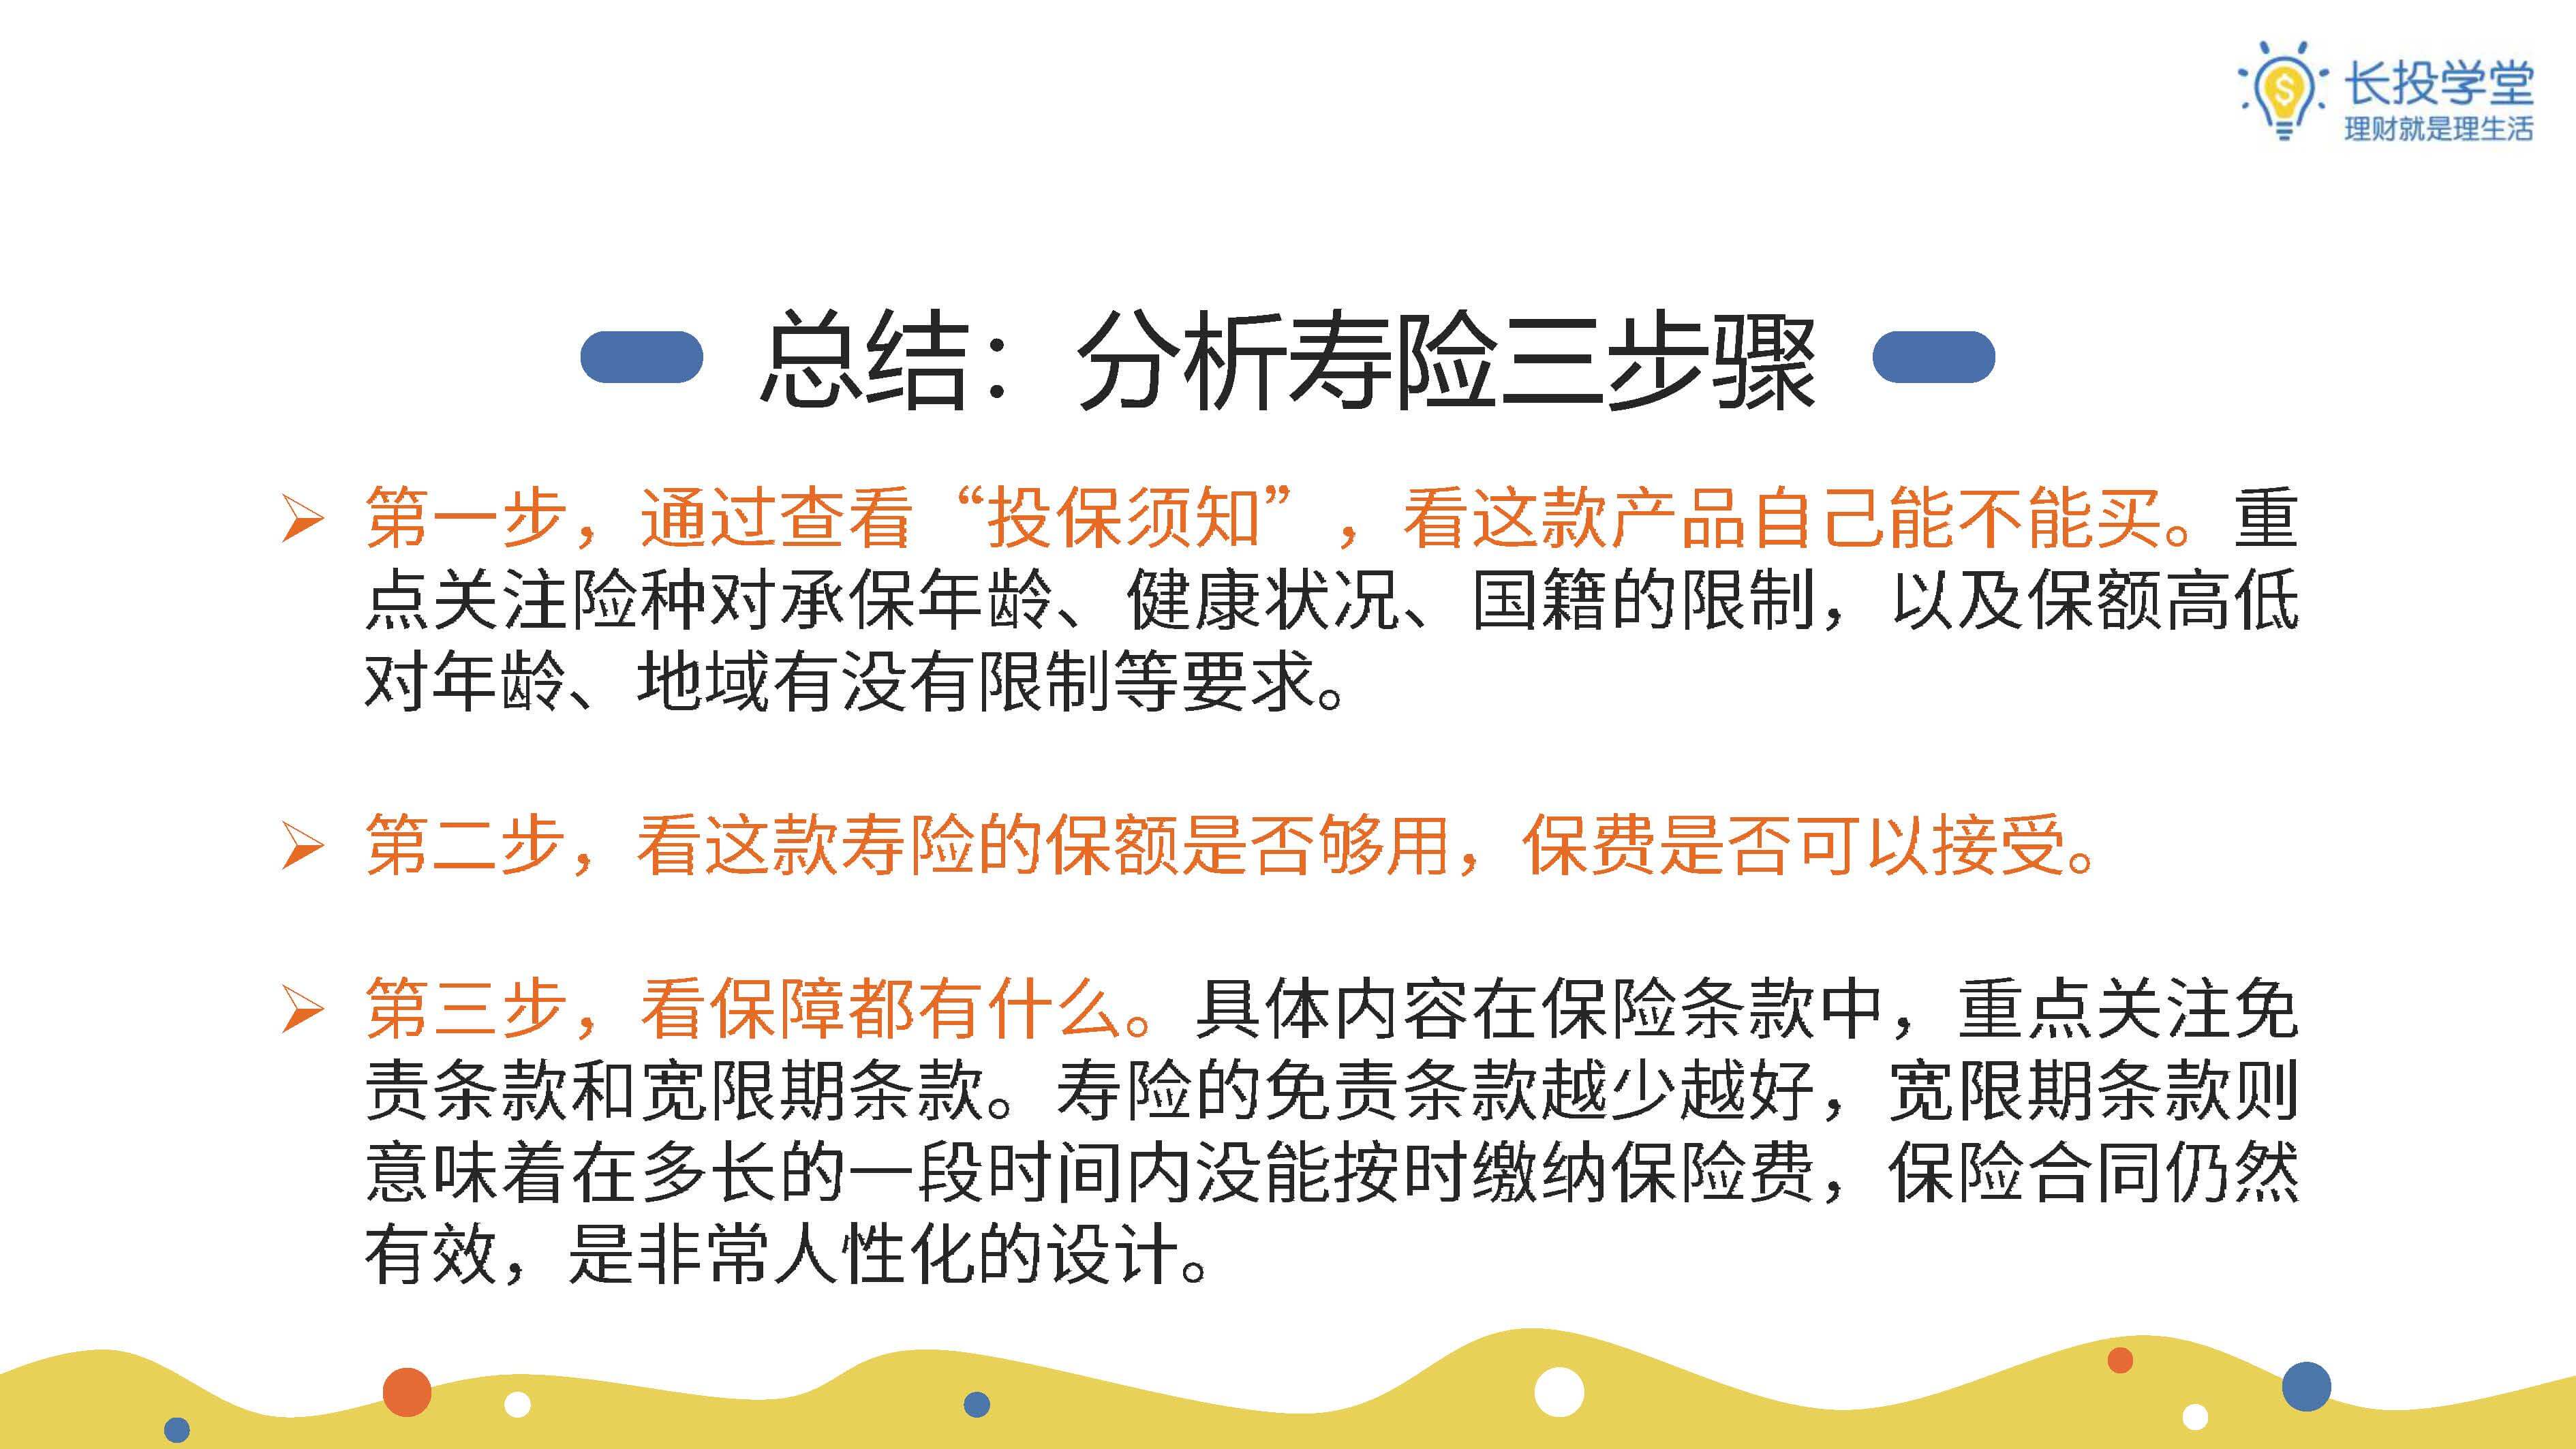 长投学堂
理财就是理生活
总结：分析寿险三步骤
第一步，通过查看“投保须知”，看这款产品自己能不能买。重
点关注险种对承保年龄、健康状况、国籍的限制，以及保额高低
对年龄、地域有没有限制等要求。
第二步，看这款寿险的保额是否够用，保费是否可以接受。
第三步，看保障都有什么。具体内容在保险条款中，重点关注免
责条款和宽限期条款。寿险的免责条款越少越好，宽限期条款则
意味着在多长的一段时间内没能按时缴纳保险费，保险合同仍然
有效，是非常人性化的设计。